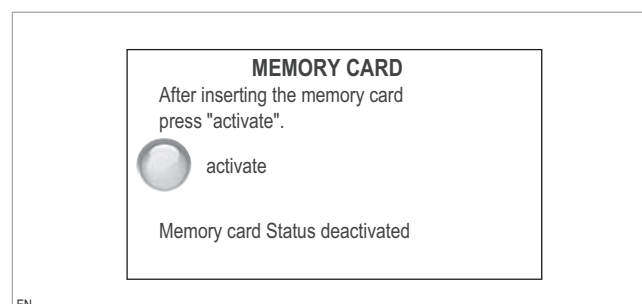 MEMORY CARD
After inserting the memory card
press "activate".
activate
Memory card Status deactivated
EN